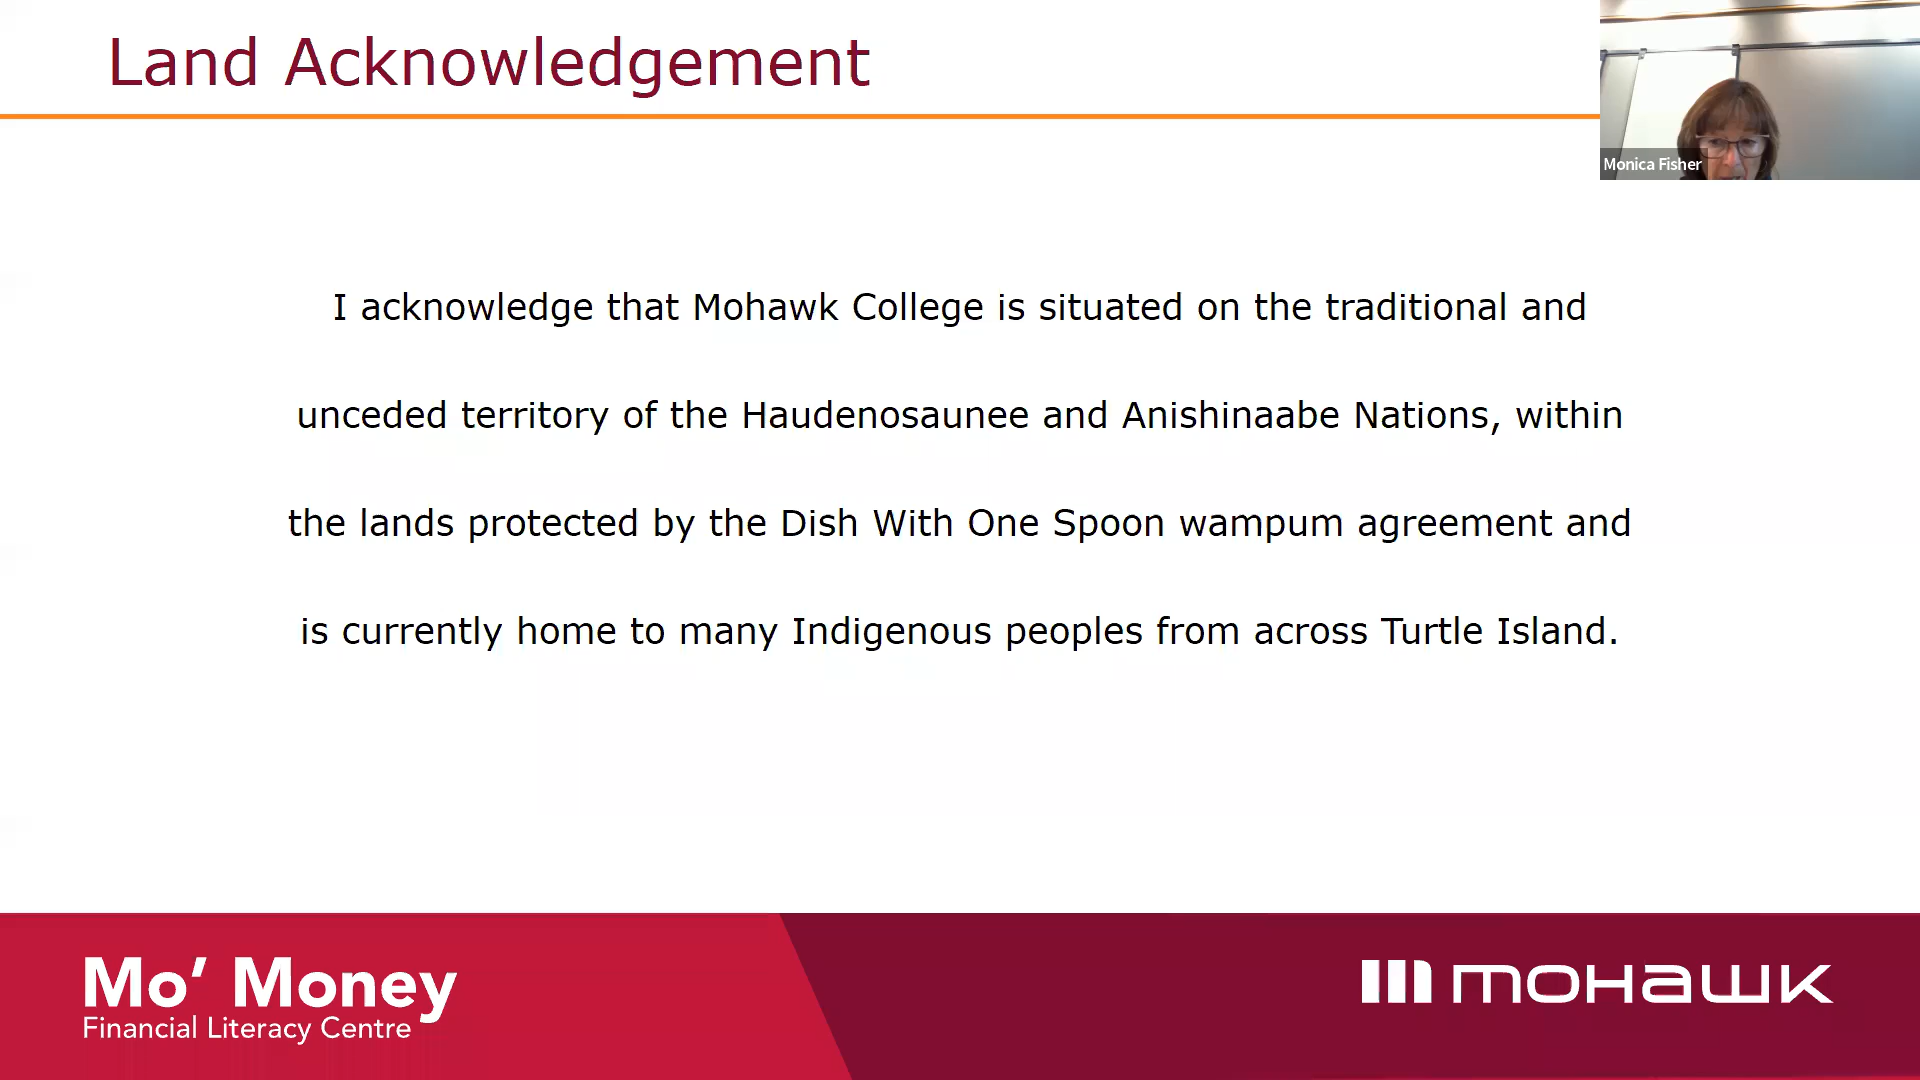 Land Acknowledgement
Monica Fisher
I acknowledge that Mohawk College is situated on the traditional and
unceded territory of the Haudenosaunee and Anishinaabe Nations, within
the lands protected by the Dish With One Spoon wampum agreement and
is currently home to many Indigenous peoples from across Turtle Island.
Mo’ Money
Financial Literacy Centre
mohawk